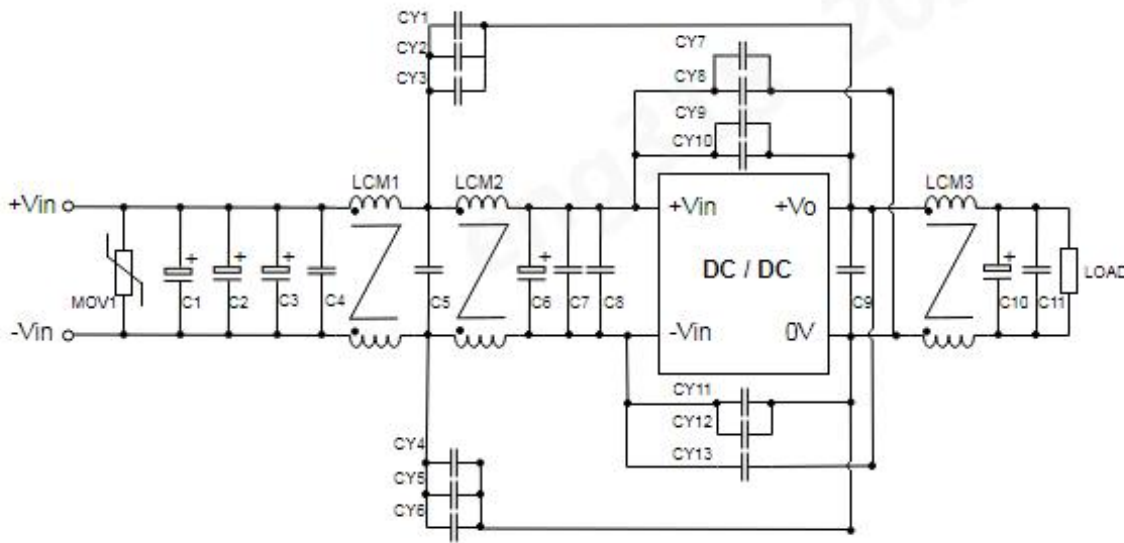 CY1
CY2
CY3
CY7
CY8
CY9
CY10
LCM1
LCM2
LCM3
+Vin
+Vin
+Vo
DC / DC
MOV1
+
C1
+
C2
+
C3
C4
C5
+
C6
C7
C8
C9
+
C10
C11
LOAD
-Vin
-Vin
0V
CY11
CY12
CY13
CY4
CY5
CY6